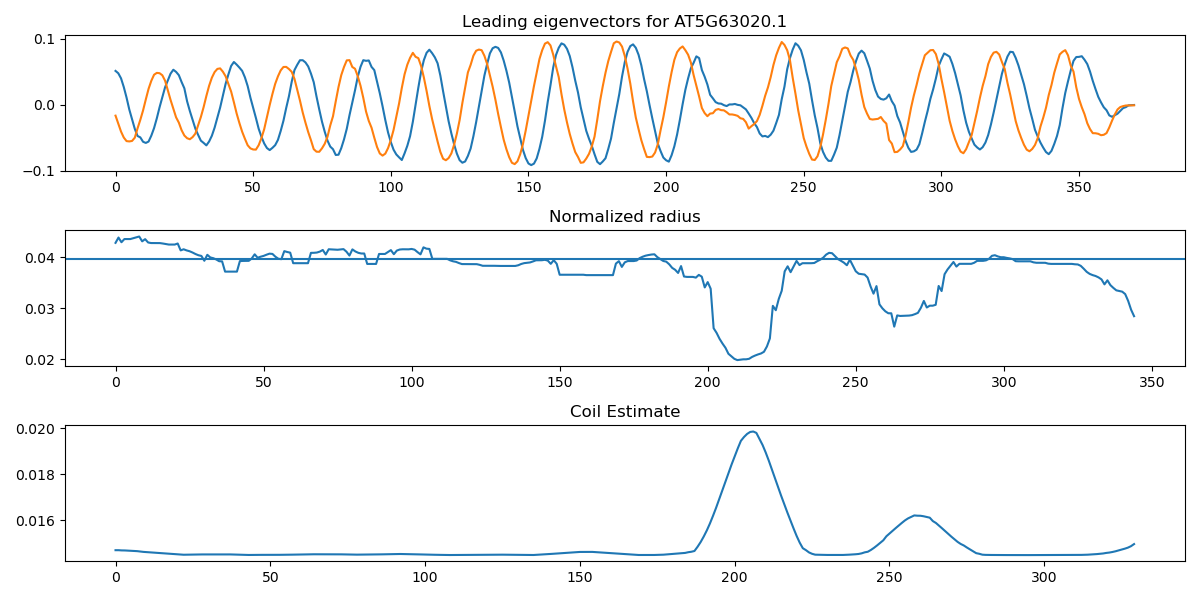 Leading eigenvectors for AT5G63020.1
0.1
0.0
−0.1
0 50 100 150 200 250 300 350
Normalized radius
0.04
0.03
0.02
0 50 100 150 200 250 300 350
Coil Estimate
0.020
0.018
0.016
0 50 100 150 200 250 300